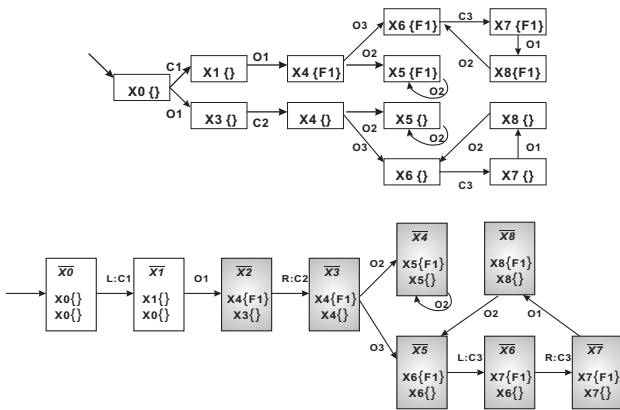 X6 {F1}
C3
X7 {F1}
O3
O1
C1
X1 {}
O1
X4 {F1}
O2
X5 {F1}
O2
X8{F1}
O2
X0 {}
O1
X3 {}
C2
X4 {}
O2
X5 {}
O2
X8 {}
O3
O2
O1
X6 {}
C3
X7 {}
X4
X5{F1}
X5{}
O2
X8
X8{F1}
X8{}
X0
X0{}
X0{}
L:C1
X1
X1{}
X0{}
O1
X2
X4{F1}
X3{}
R:C2
X3
X4{F1}
X4{}
O2
O2
O1
O3
X5
X6{F1}
X6{}
L:C3
X6
X7{F1}
X6{}
R:C3
X7
X7{F1}
X7{}